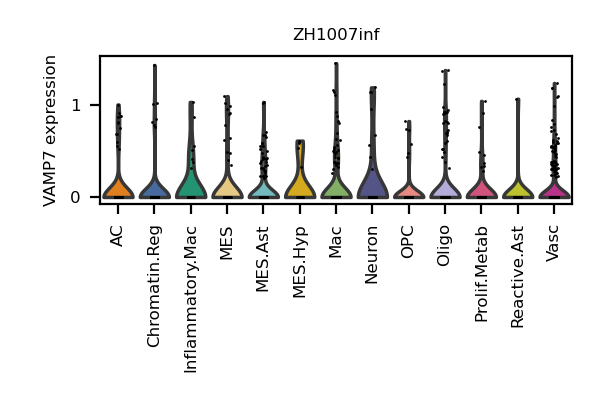 ZH1007inf
VAMP7 expression
1
0
AC
Chromatin.Reg
Inflammatory.Mac
MES
MES.Ast
MES.Hyp
Mac
Neuron
OPC
Oligo
Prolif.Metab
Reactive.Ast
Vasc